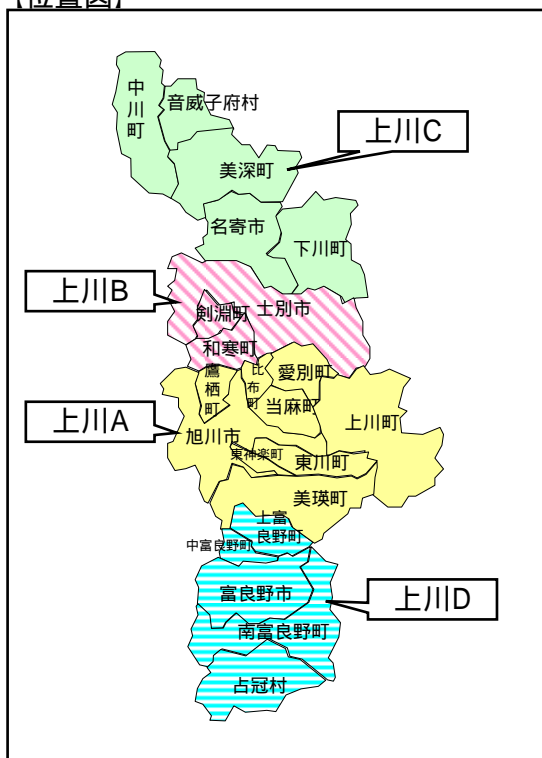 【位置図】
中川町
音威子府村
上川C
美深町
名寄市
下川町
上川B
士別市
剣淵町
和寒町
鷹栖町
比布町
愛別町
当麻町
上川町
上川A
旭川市
東神楽町
東川町
美瑛町
上富
良野町
中富良野町
富良野市
上川D
南富良野町
占冠村